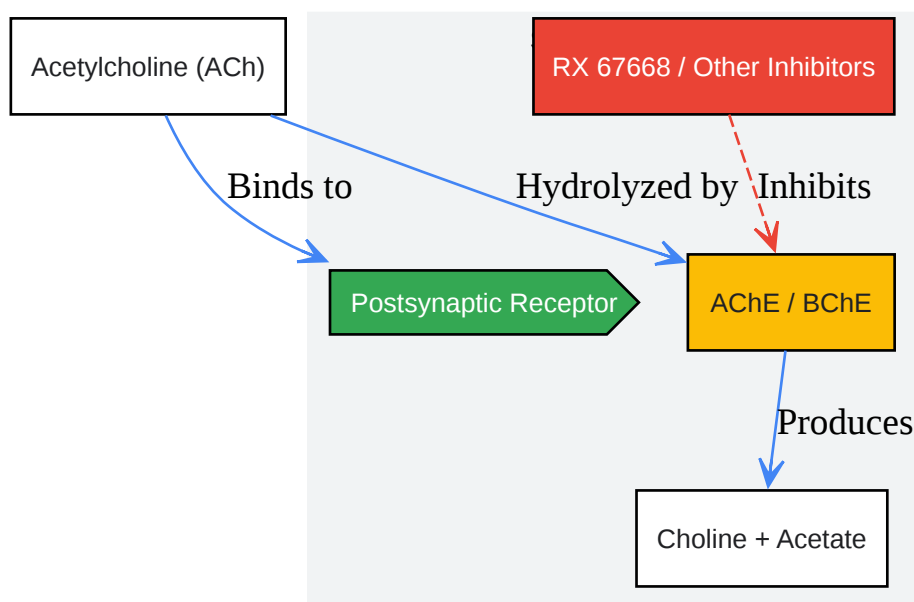 Acetylcholine (ACh)
RX 67668 / Other Inhibitors
Binds to
Hydrolyzed by
Inhibits
Postsynaptic Receptor
AChE / BChE
Produces
Choline + Acetate